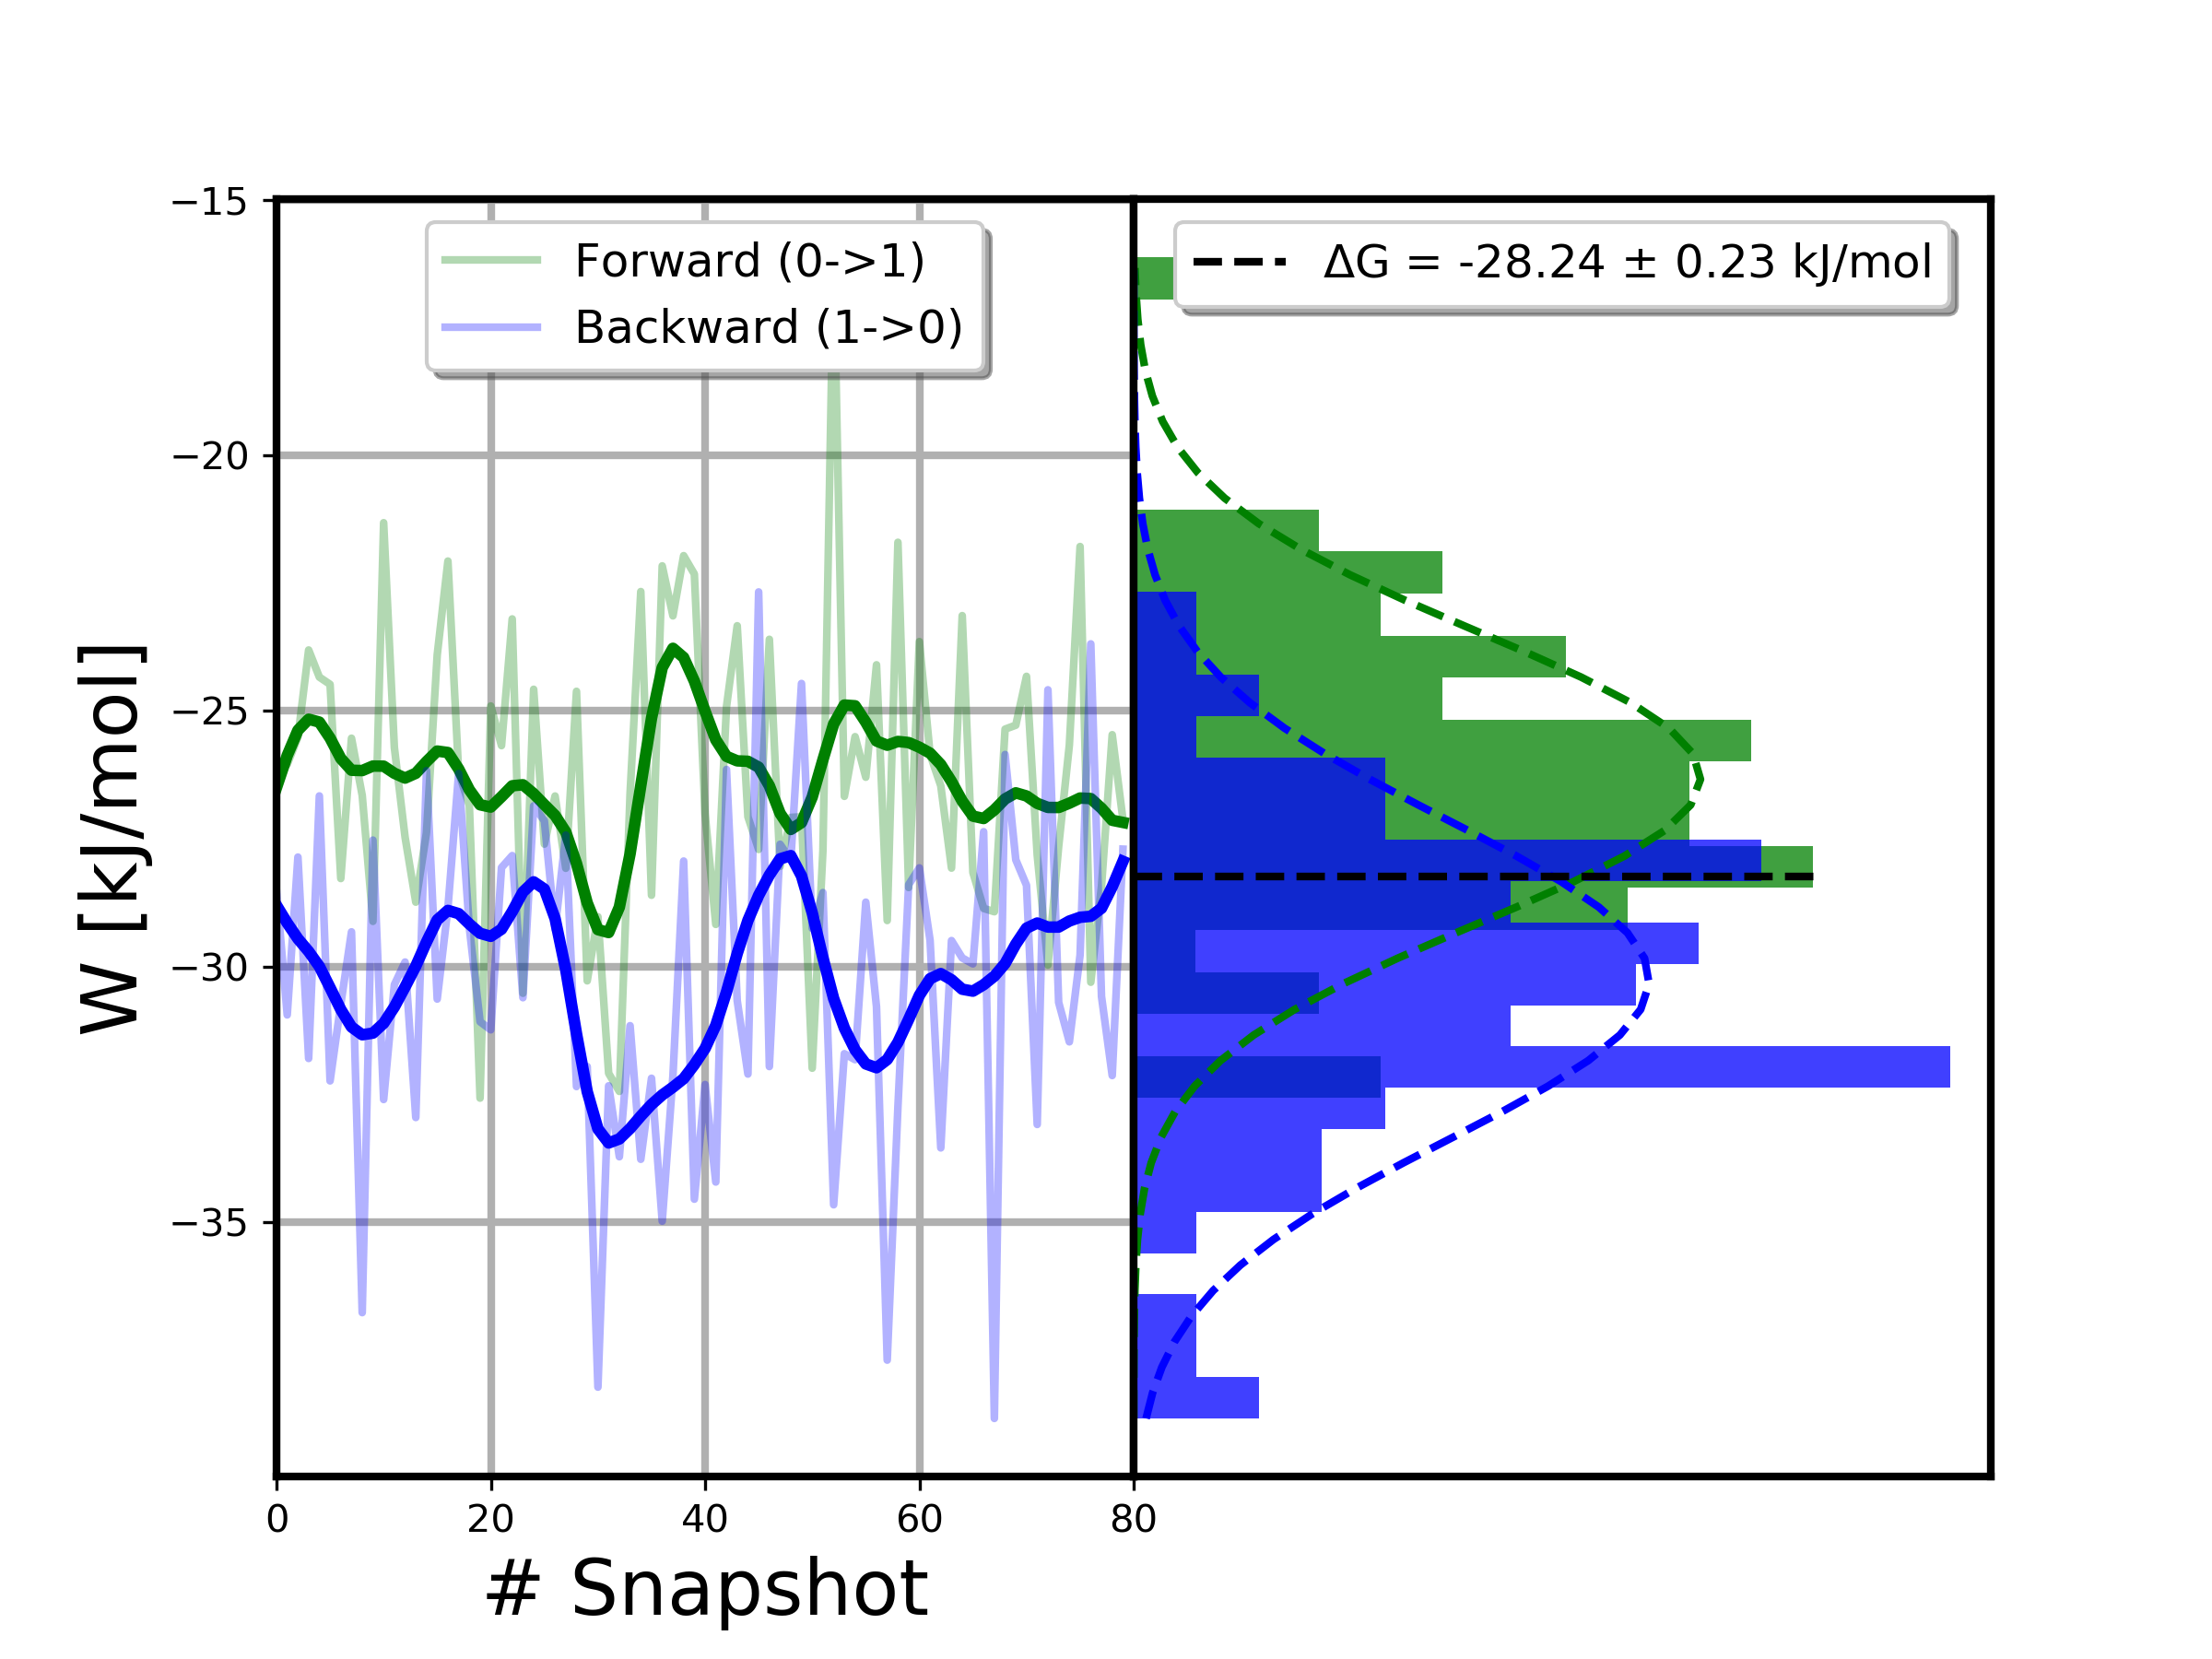 −15
−20
−25
−30
−35
W [kJ/mol]
Forward (0->1)
Backward (1->0)
ΔG = -28.24 ± 0.23 kJ/mol
0
20
40
60
80
# Snapshot